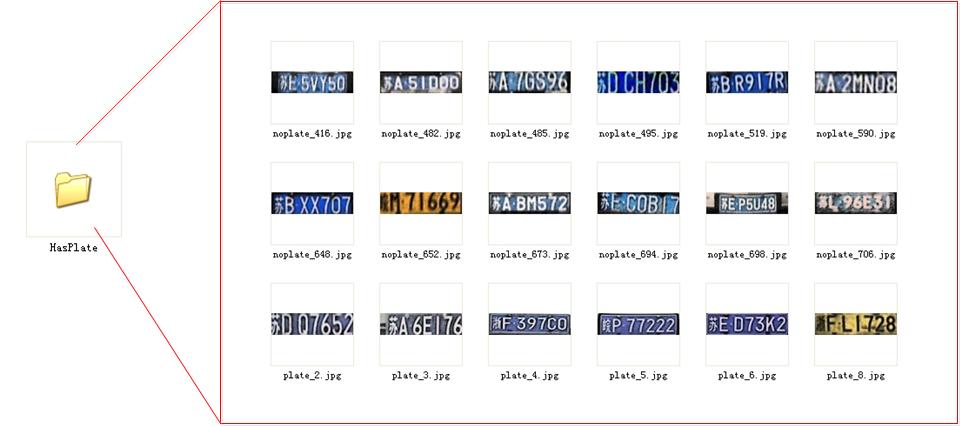 苏E·5VY50
苏A·51D00
苏A·7GS96
苏D·CH703
苏B·R917R
苏A·2MN08
noplate_416.jpg
noplate_482.jpg
noplate_485.jpg
noplate_495.jpg
noplate_519.jpg
noplate_590.jpg
HasPlate
苏B·XX707
M·71669
苏A·BM572
苏E·C0B17
苏E·P5U48
苏L·96E31
noplate_648.jpg
noplate_652.jpg
noplate_673.jpg
noplate_694.jpg
noplate_698.jpg
noplate_706.jpg
苏D·Q7652
苏A·6E176
浙F·397C0
皖P·77222
苏E·D73K2
浙F·L1728
plate_2.jpg
plate_3.jpg
plate_4.jpg
plate_5.jpg
plate_6.jpg
plate_8.jpg